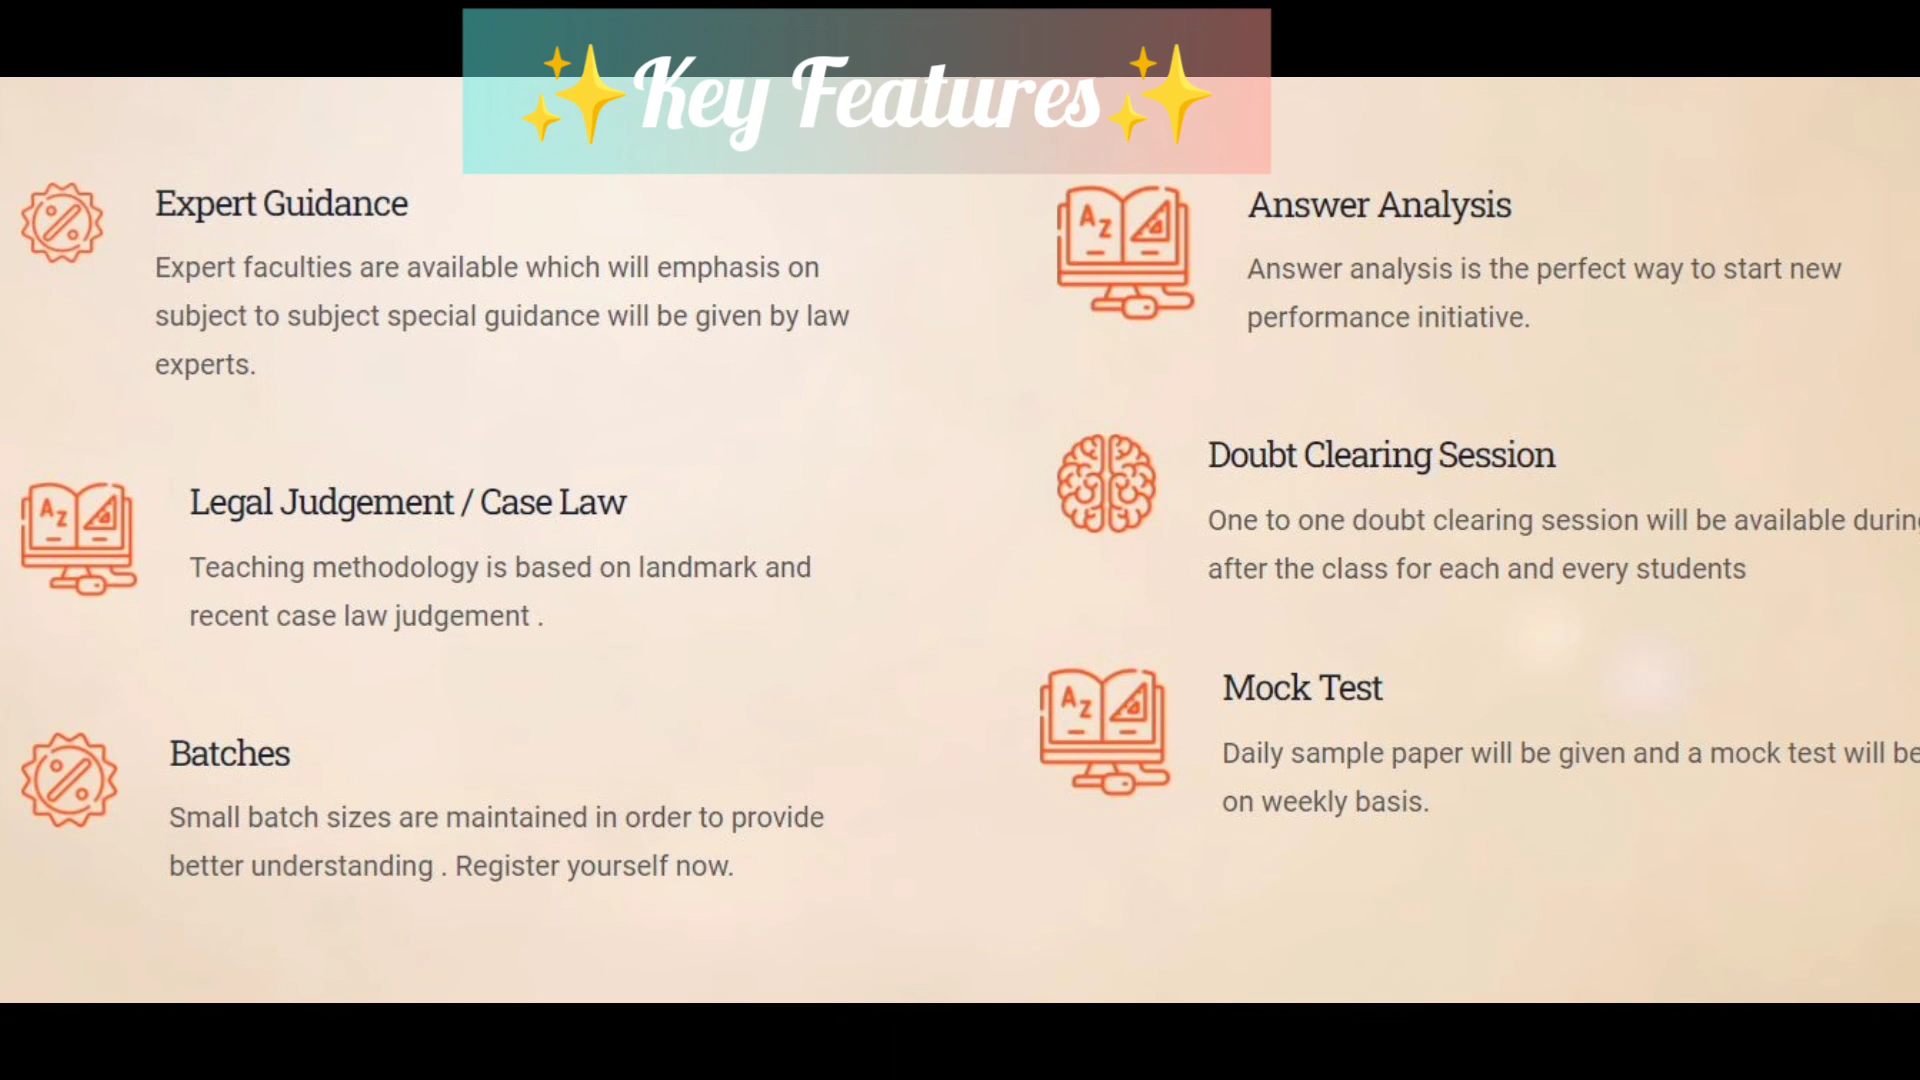 ✨Key Features✨
Expert Guidance
Expert faculties are available which will emphasis on
subject to subject special guidance will be given by law
experts.
Legal Judgement / Case Law
Teaching methodology is based on landmark and
recent case law judgement .
Batches
Small batch sizes are maintained in order to provide
better understanding . Register yourself now.
Answer Analysis
Answer analysis is the perfect way to start new
performance initiative.
Doubt Clearing Session
One to one doubt clearing session will be available during
after the class for each and every students
Mock Test
Daily sample paper will be given and a mock test will be
on weekly basis.
A Z
A Z
A Z